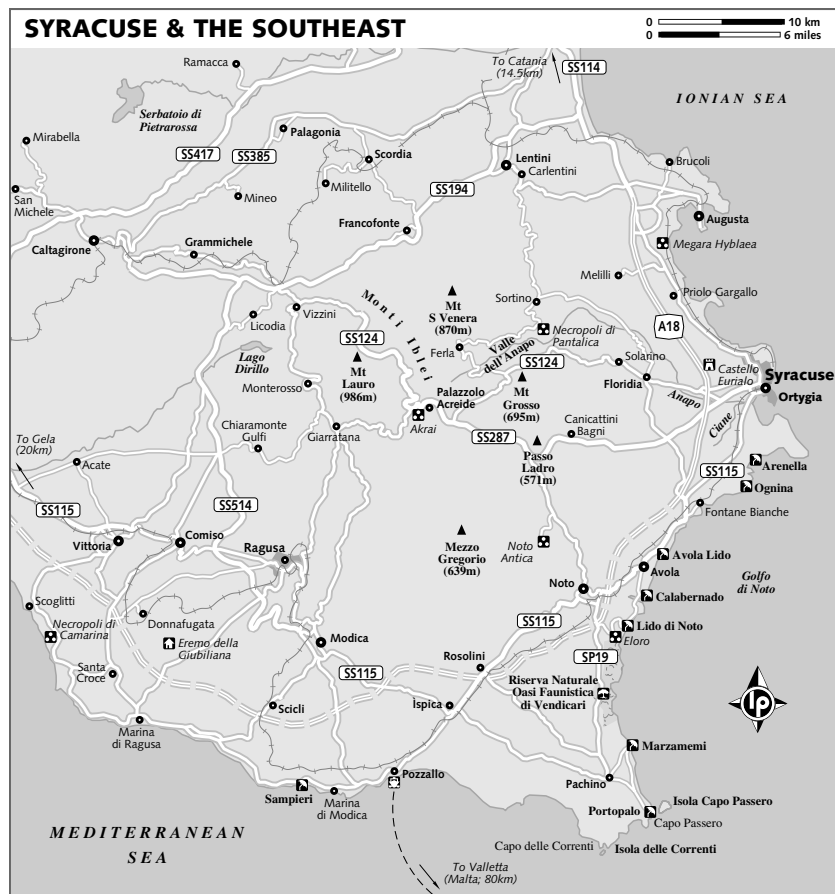 SYRACUSE & THE SOUTHEAST
0 10 km
0 6 miles
To Catania
(14.5km)
SS114
Ramacca
IONIAN SEA
Serbatoio di
Pietrarossa
Mirabella
Palagonia
SS417
SS385
Scordia
Lentini
Carlentini
Brucoli
San
Michele
Mineo
Militello
SS194
Augusta
Francofonte
Caltagirone
Grammichele
Megara Hyblaea
Melilli
Priolo Gargallo
Mt
S Venera
(870m)
Sortino
Monti Iblei
Licodia
Vizzini
A18
Necropoli di
Pantalica
SS124
Ferla
Valle
dell'Anapo
SS124
Solarino
Floridia
Castello
Eurialo
Lago
Dirillo
Mt
Lauro
(986m)
Syracuse
Ortygia
Monterosso
Palazzolo
Acreide
Mt
Grosso
(695m)
Anapo
Ciane
Akrai
Chiaramonte
Gulfi
Giarratana
Canicattini
Bagni
SS287
To Gela
(20km)
Acate
Passo
Ladro
(571m)
SS115
Arenella
Ognina
SS115
SS514
Fontane Bianche
Vittoria
Comiso
Ragusa
Mezzo
Gregorio
(639m)
Noto
Antica
Avola Lido
Avola
Golfo
di Noto
Noto
Calabernado
Scoglitti
Donnafugata
SS115
Lido di Noto
Necropoli di
Camarina
Eremo della
Giubiliana
Modica
Eloro
Rosolini
SP19
Santa
Croce
SS115
Riserva Naturale
Oasi Faunistica
di Vendicari
lp
Scicli
Ispica
Marina
di Ragusa
Marzamemi
Pozzallo
Pachino
Sampieri
Marina
di Modica
Isola Capo Passero
Portopalo
Capo Passero
MEDITERRANEAN
SEA
Capo delle Correnti
Isola delle Correnti
To Valletta
(Malta; 80km)